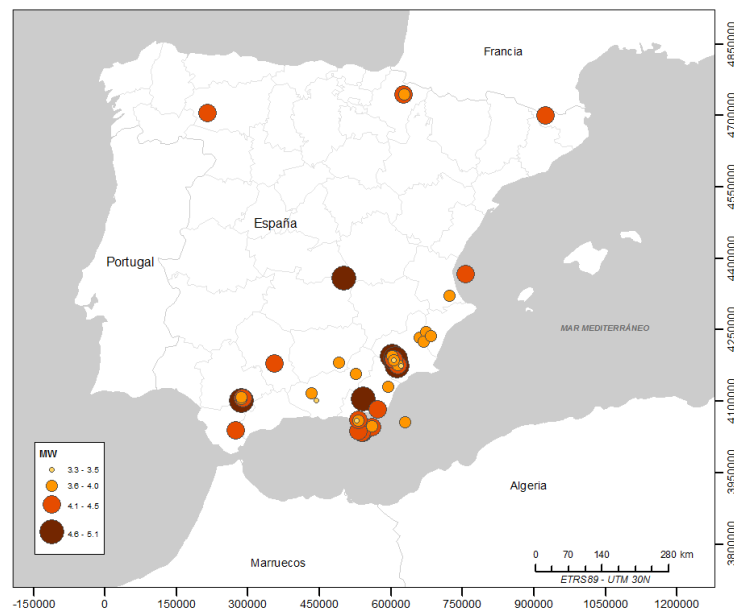 Francia
España
Portugal
MAR MEDITERRÁNEO
Algeria
Marruecos
MW
3.3 - 3.5
3.6 - 4.0
4.1 - 4.5
4.6 - 5.1
0 70 140 280 km
ETRS89 - UTM 30N
4850000
4700000
4550000
4400000
4250000
4100000
3950000
3800000
-150000 0 150000 300000 450000 600000 750000 900000 1050000 1200000